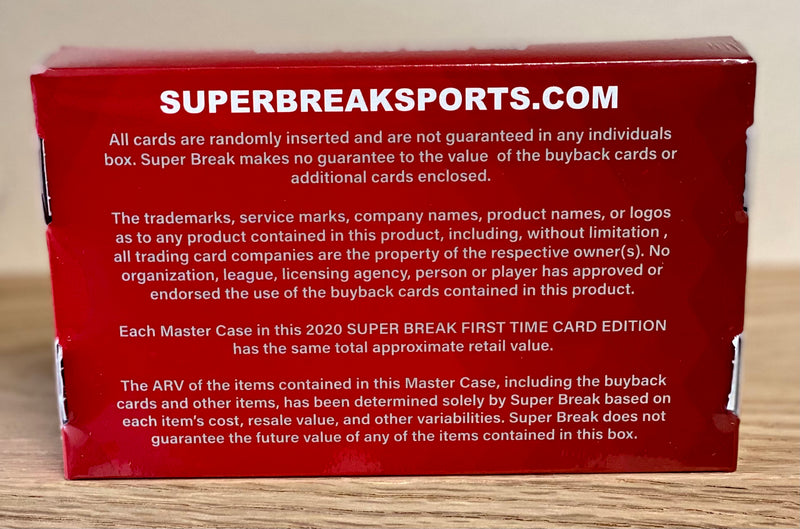 SUPERBREAKSPORTS.COM
All cards are randomly inserted and are not guaranteed in any individuals
box. Super Break makes no guarantee to the value  of the buyback cards or
additional cards enclosed.
The trademarks, service marks, company names, product names, or logos
as to any product contained in this product, including, without limitation ,
all trading card companies are the property of the respective owner(s). No
organization, league, licensing agency, person or player has approved or
endorsed the use of the buyback cards contained in this product.
Each Master Case in this 2020 SUPER BREAK FIRST TIME CARD EDITION
has the same total approximate retail value.
The ARV of the items contained in this Master Case, including the buyback
cards and other items, has been determined solely by Super Break based on
each item's cost, resale value, and other variabilities. Super Break does not
guarantee the future value of any of the items contained in this box.